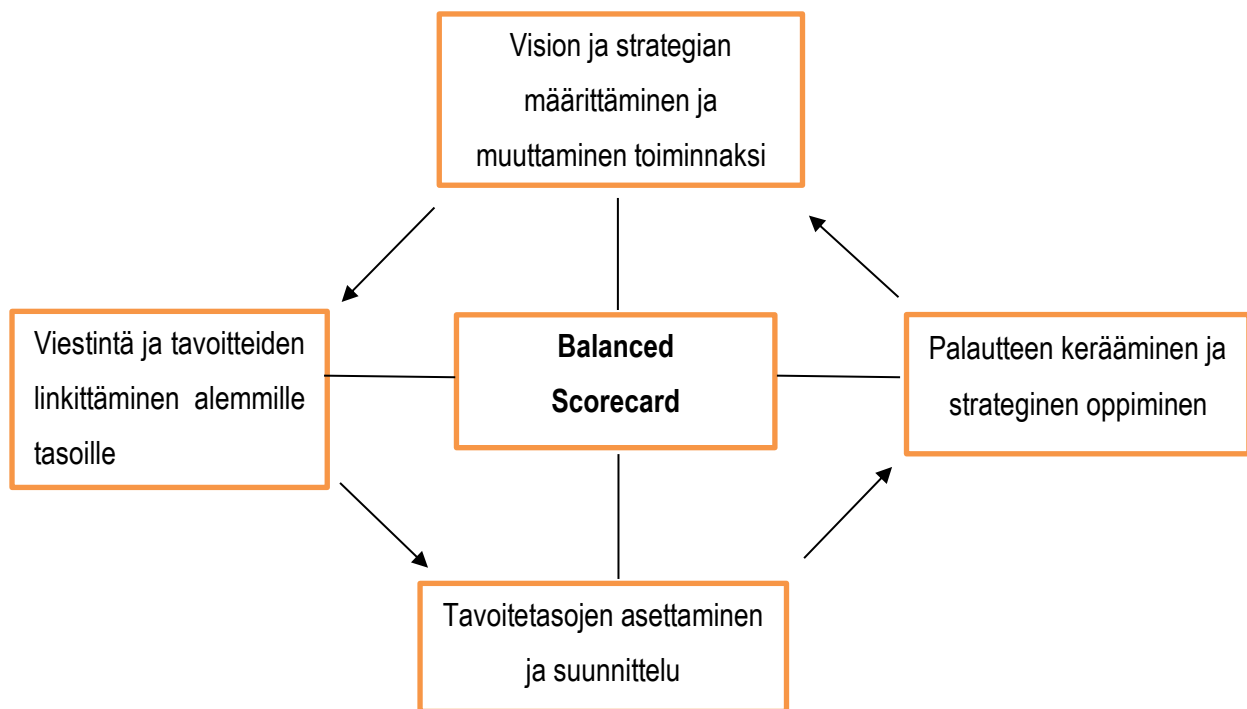 Vision ja strategian
määrittäminen ja
muuttaminen toiminnaksi
Viestintä ja tavoitteiden
linkittäminen alemmille
tasoille
Balanced
Scorecard
Palautteen kerääminen ja
strateginen oppiminen
Tavoitetasojen asettaminen
ja suunnittelu